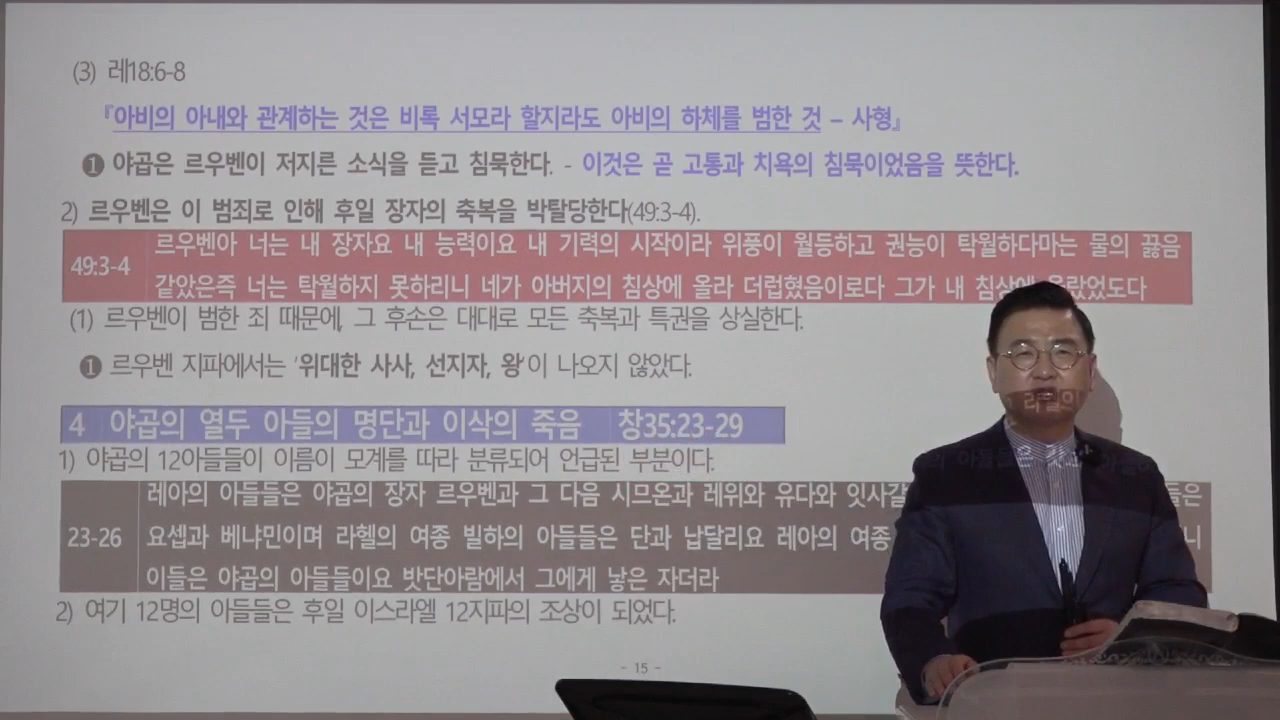 (3) 레18:6-8
『아비의 아내와 관계하는 것은 비록 서모라 할지라도 아비의 하체를 범한 것 – 사형』
❶ 야곱은 르우벤이 저지른 소식을 듣고 침묵한다. - 이것은 곧 고통과 치욕의 침묵이었음을 뜻한다.
2) 르우벤은 이 범죄로 인해 후일 장자의 축복을 박탈당한다(49:3-4).
르우벤아 너는 내 장자요 내 능력이요 내 기력의 시작이라 위풍이 월등하고 권능이 탁월하다마는 물의 끓음
49:3-4
같았은즉 너는 탁월하지 못하리니 네가 아버지의 침상에 올라 더럽혔음이로다 그가 내 침상에 올랐었도다
(1) 르우벤이 범한 죄 때문에, 그 후손은 대대로 모든 축복과 특권을 상실한다.
❶ 르우벤 지파에서는 '위대한 사사, 선지자, 왕'이 나오지 않았다.
4 야곱의 열두 아들의 명단과 이삭의 죽음 창35:23-29
1) 야곱의 12아들들이 이름이 모계를 따라 분류되어 언급된 부분이다.
레아의 아들들은 야곱의 장자 르우벤과 그 다음 시므온과 레위와 유다와 잇사갈 라헬의 아들들은
23-26 요셉과 베냐민이며 라헬의 여종 빌하의 아들들은 단과 납달리요 레아의 여종
이들은 야곱의 아들들이요 밧단아람에서 그에게 낳은 자더라
2) 여기 12명의 아들들은 후일 이스라엘 12지파의 조상이 되었다.
- 15 -